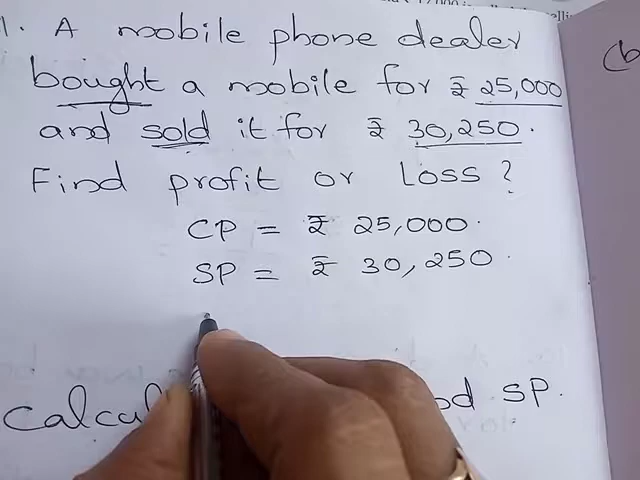 1. A mobile phone dealer
bought a mobile for ₹ 25,000
and sold it for ₹ 30,250.
Find profit or Loss?
CP = ₹ 25,000.
SP = ₹ 30,250.
SP.
(b